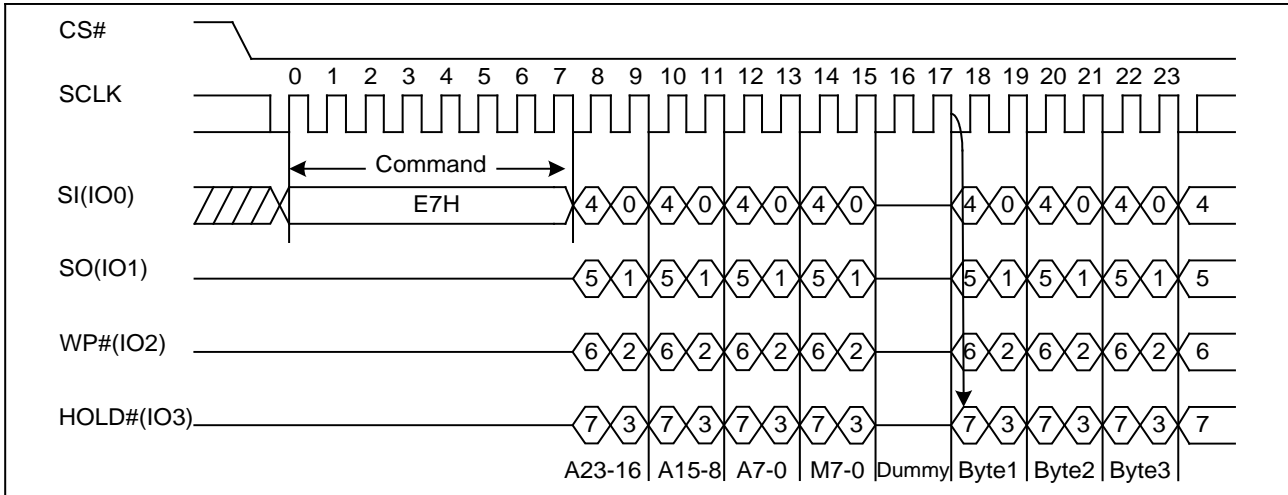 CS#
0 1 2 3 4 5 6 7 8 9 10 11 12 13 14 15 16 17 18 19 20 21 22 23
SCLK
Command
SI(IO0)
E7H
4 0 4 0 4 0 4 0 4 0 4 0 4 0 4
SO(IO1)
5 1 5 1 5 1 5 1 5 1 5 1 5 1 5
WP#(IO2)
6 2 6 2 6 2 6 2 6 2 6 2 6 2 6
HOLD#(IO3)
7 3 7 3 7 3 7 3 7 3 7 3 7 3 7
A23-16 A15-8 A7-0 M7-0 Dummy Byte1 Byte2 Byte3